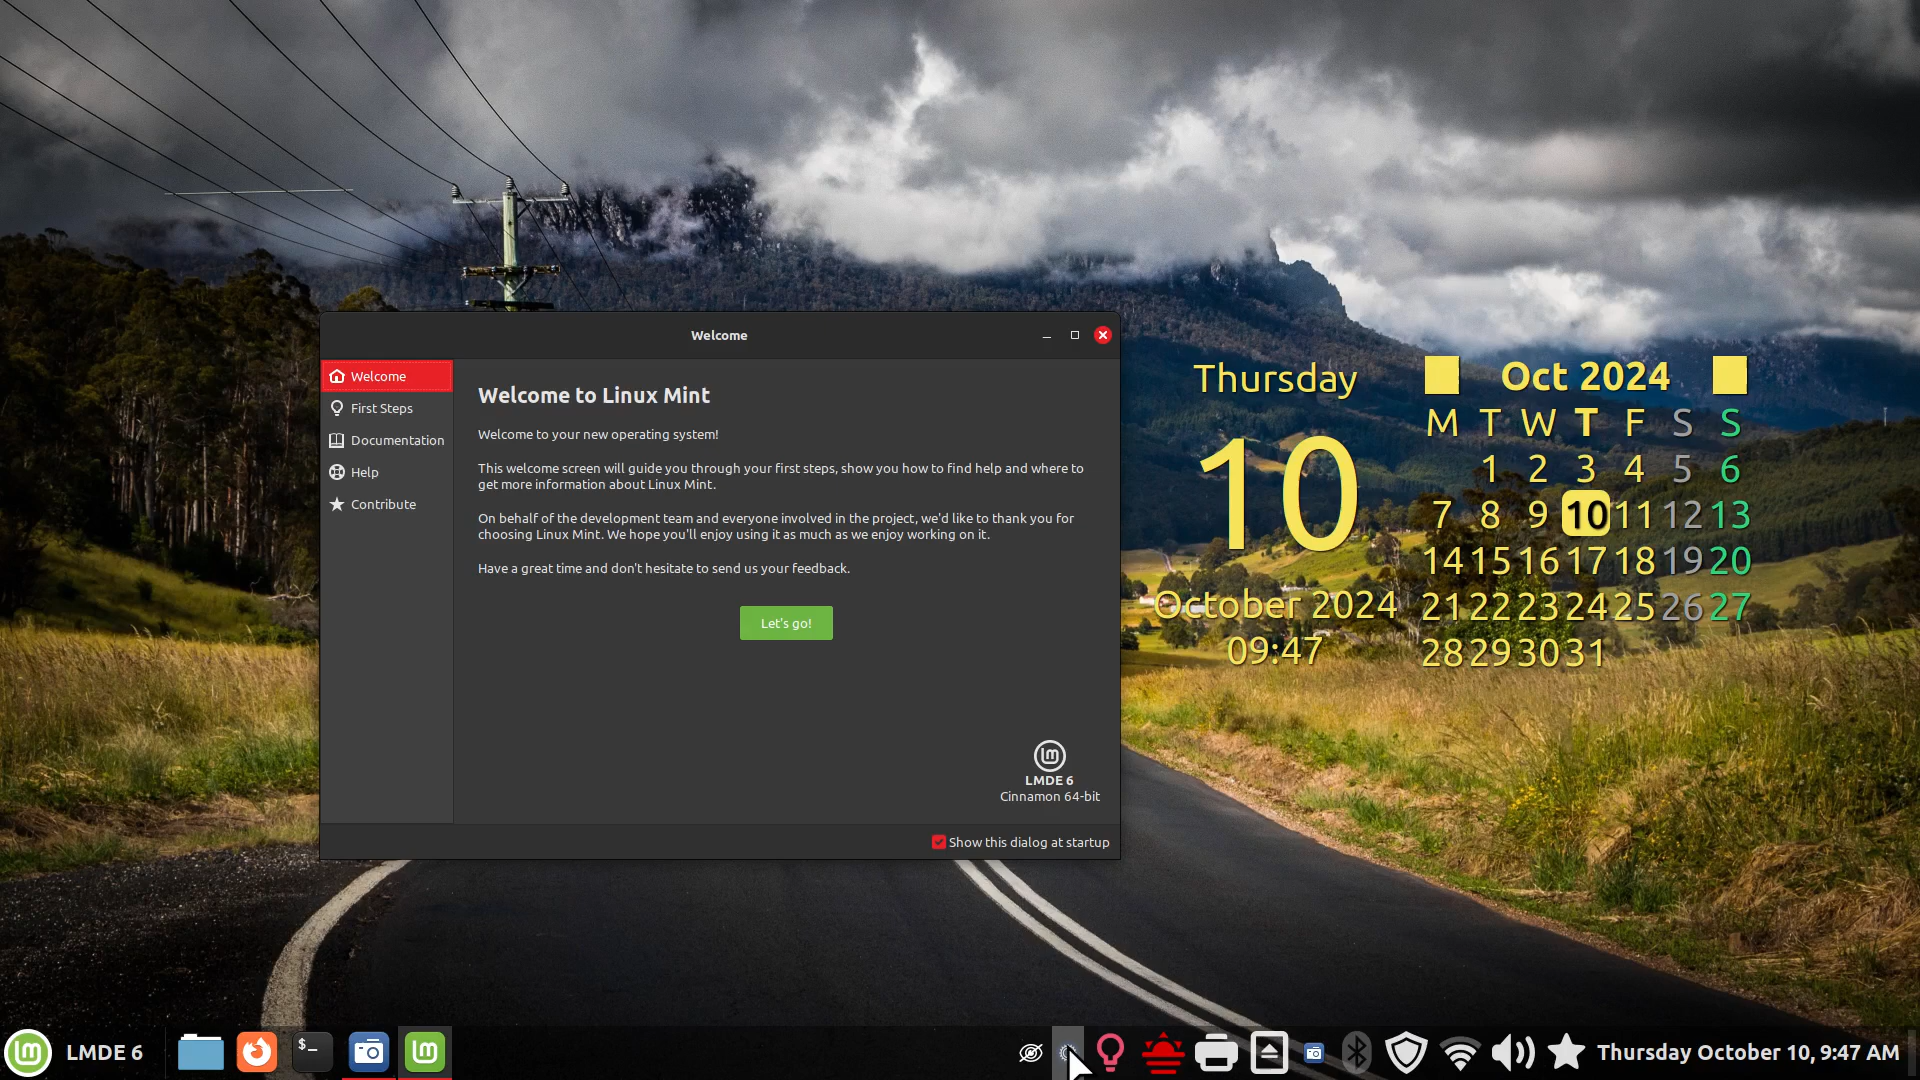 Welcome
Welcome
First Steps
Documentation
Help
Contribute
Welcome to Linux Mint
Welcome to your new operating system!
This welcome screen will guide you through your first steps, show you how to find help and where to
get more information about Linux Mint.
On behalf of the development team and everyone involved in the project, we'd like to thank you for
choosing Linux Mint. We hope you'll enjoy using it as much as we enjoy working on it.
Have a great time and don't hesitate to send us your feedback.
Let's go!
LMDE 6
Cinnamon 64-bit
Show this dialog at startup
Thursday
10
October 2024
09:47
Oct 2024
M T W T F S S
1 2 3 4 5 6
7 8 9 10 11 12 13
14 15 16 17 18 19 20
21 22 23 24 25 26 27
28 29 30 31
LMDE 6
$_
Thursday October 10, 9:47 AM